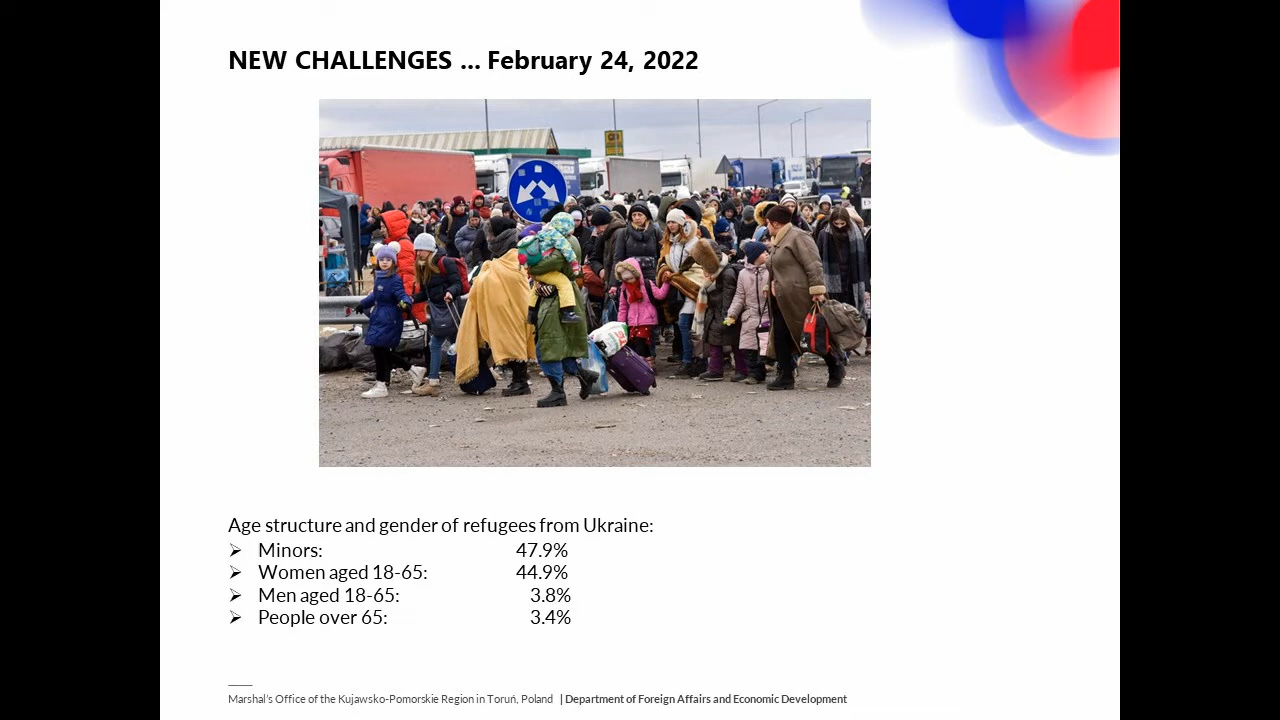 NEW CHALLENGES ... February 24, 2022
Age structure and gender of refugees from Ukraine:
➢ Minors: 47.9%
➢ Women aged 18-65: 44.9%
➢ Men aged 18-65: 3.8%
➢ People over 65: 3.4%
Marshal's Office of the Kujawsko-Pomorskie Region in Toruń, Poland | Department of Foreign Affairs and Economic Development